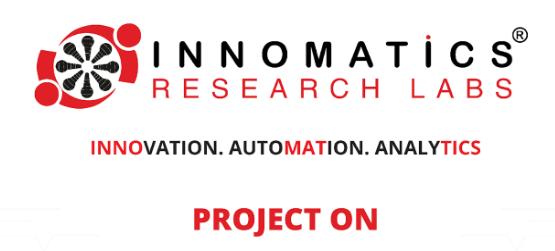 INNOMATiCS®
RESEARCH LABS
INNOVATION. AUTOMATION. ANALYTICS
PROJECT ON